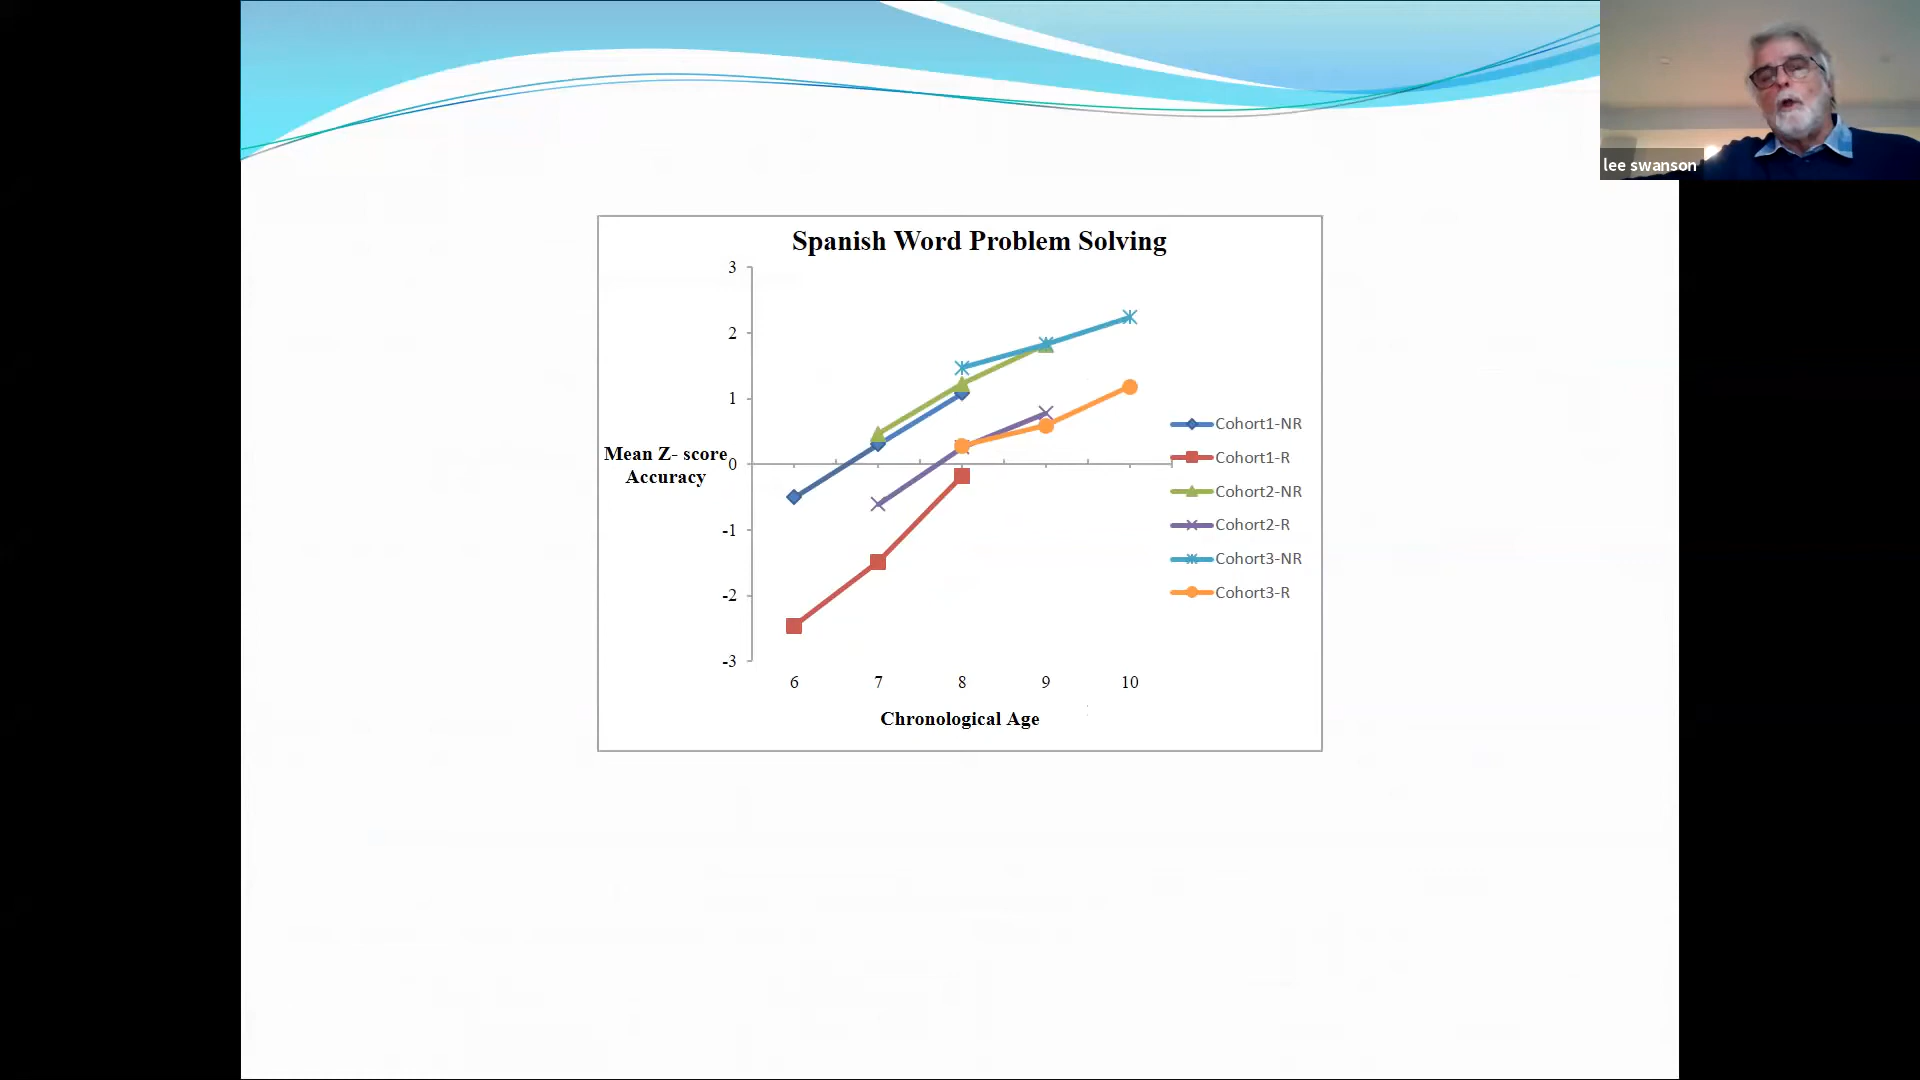 lee swanson
Spanish Word Problem Solving
3
2
1
0
-1
-2
-3
Mean Z- score
Accuracy
6 7 8 9 10
Chronological Age
Cohort1-NR
Cohort1-R
Cohort2-NR
Cohort2-R
Cohort3-NR
Cohort3-R